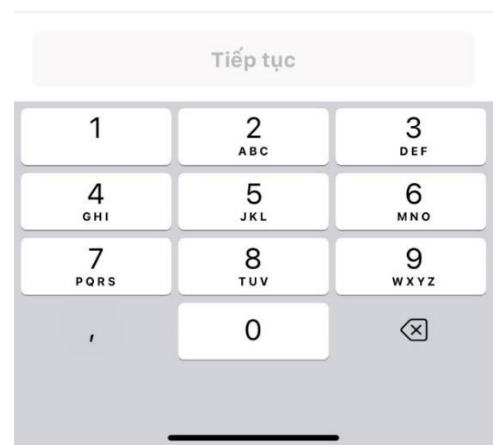 Tiếp tục
1 2 3
ABC DEF
4 5 6
GHI JKL MNO
7 8 9
PQRS TUV WXYZ
, 0